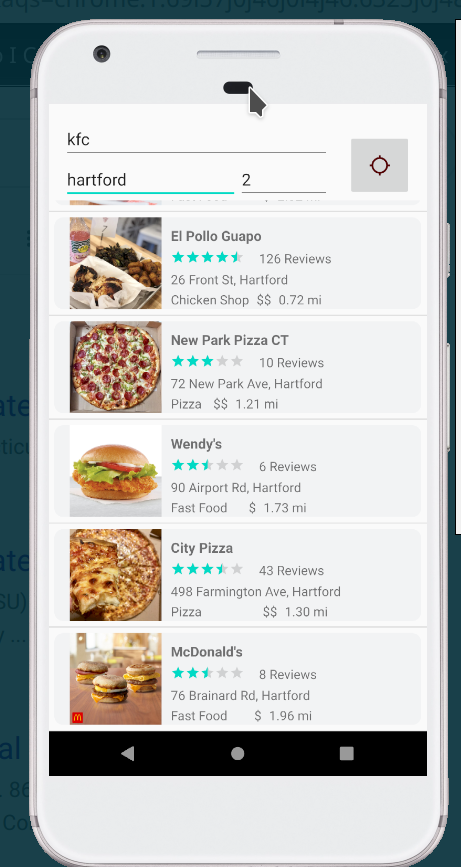 kfc
hartford 2
El Pollo Guapo
126 Reviews
26 Front St, Hartford
Chicken Shop $$ 0.72 mi
New Park Pizza CT
10 Reviews
72 New Park Ave, Hartford
Pizza $$ 1.21 mi
Wendy's
6 Reviews
90 Airport Rd, Hartford
Fast Food $ 1.73 mi
City Pizza
43 Reviews
498 Farmington Ave, Hartford
Pizza $$ 1.30 mi
McDonald's
8 Reviews
76 Brainard Rd, Hartford
Fast Food $ 1.96 mi